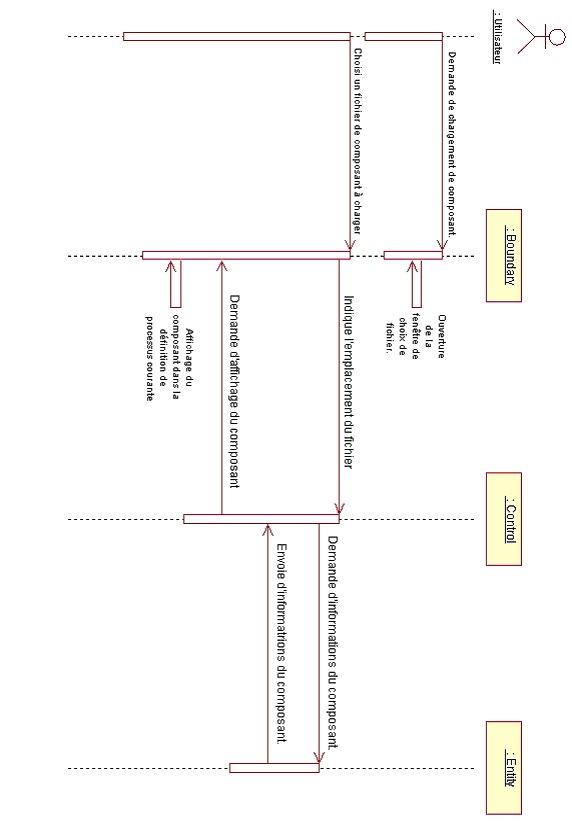 : Utilisateur
: Boundary
: Control
: Entity
Demande de chargement de composant.
Ouverture
de la
fenêtre de
choix de
fichier.
Choisi un fichier de composant à charger
Indique l'emplacement du fichier
Demande d'informations du composant.
Envoie d'informatrions du composant.
Demande d'affichage du composant
Affichage du
composant dans la
définition de
processus courante